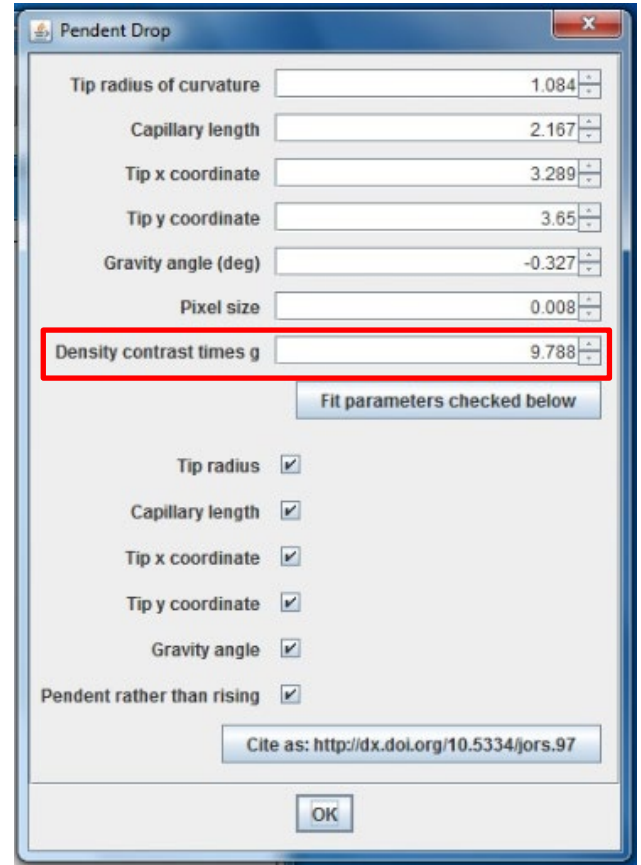 Pendent Drop
Tip radius of curvature 1.084
Capillary length 2.167
Tip x coordinate 3.289
Tip y coordinate 3.65
Gravity angle (deg) -0.327
Pixel size 0.008
Density contrast times g 9.788
Fit parameters checked below
Tip radius
Capillary length
Tip x coordinate
Tip y coordinate
Gravity angle
Pendent rather than rising
Cite as: http://dx.doi.org/10.5334/jors.97
OK